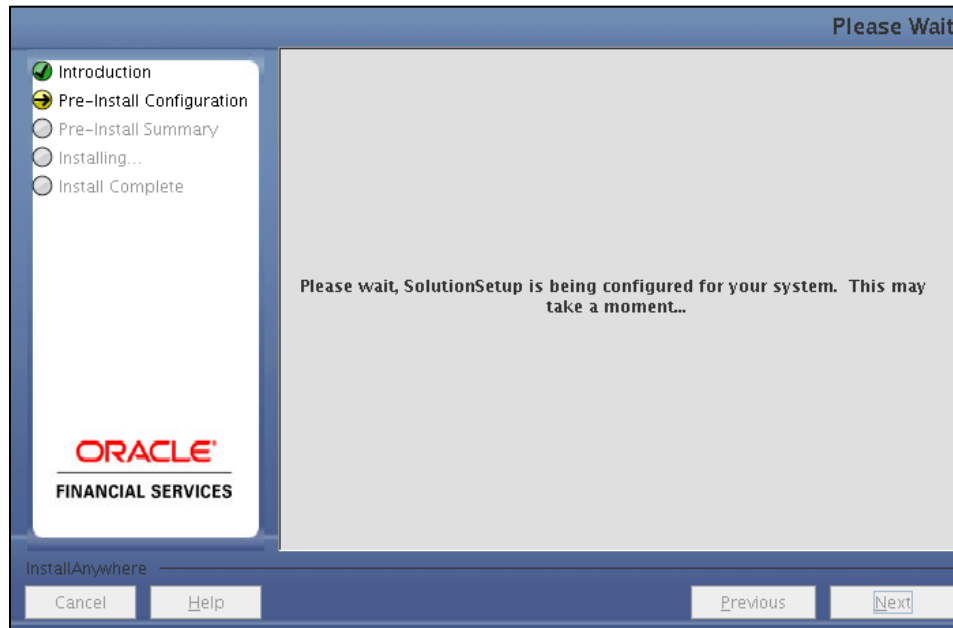 Please Wait
Introduction
Pre-Install Configuration
Pre-Install Summary
Installing...
Install Complete
Please wait, SolutionSetup is being configured for your system. This may
take a moment...
ORACLE
FINANCIAL SERVICES
InstallAnywhere
Cancel
Help
Previous
Next